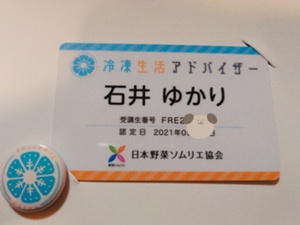 冷凍生活アドバイザー
石井 ゆかり
受講生番号 FRE2
認定日 2021年0
日本野菜ソムリエ協会